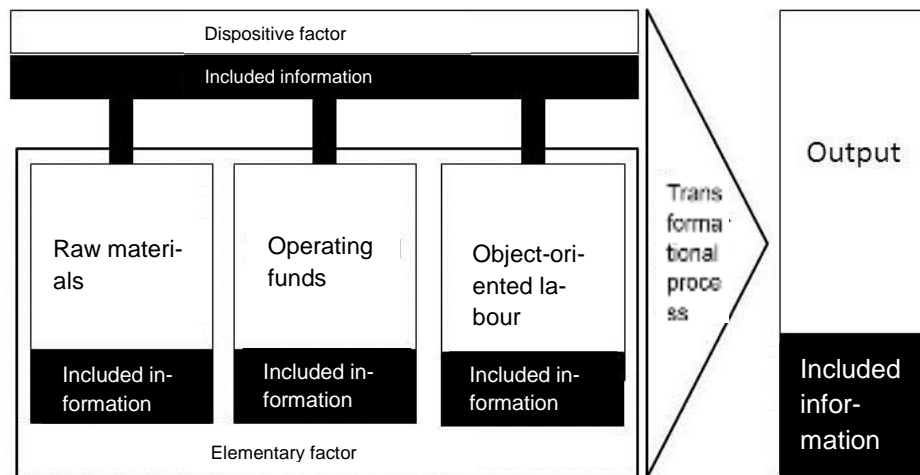 Dispositive factor
Included information
Raw materi-
als
Included in-
formation
Operating
funds
Included in-
formation
Object-ori-
ented la-
bour
Included in-
formation
Elementary factor
Trans
forma
tional
proce
ss
Output
Included
infor-
mation